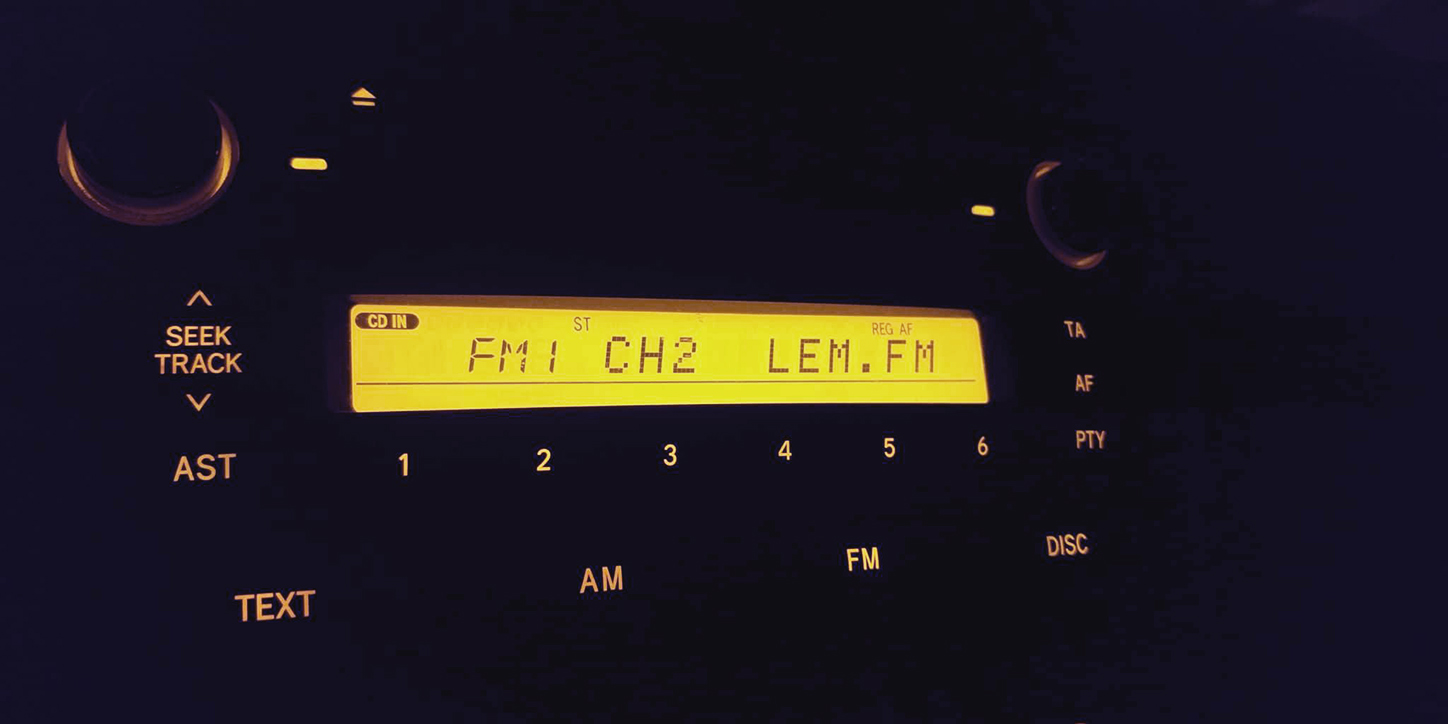 SEEK
TRACK
AST
CD IN ST REG AF
FM1 CH2 LEM.FM
TA
AF
PTY
1 2 3 4 5 6
TEXT AM FM DISC